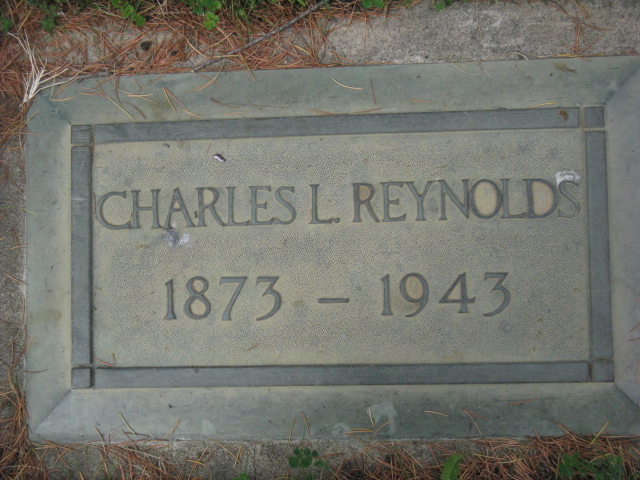 CHARLES L. REYNOLDS
1873 – 1943